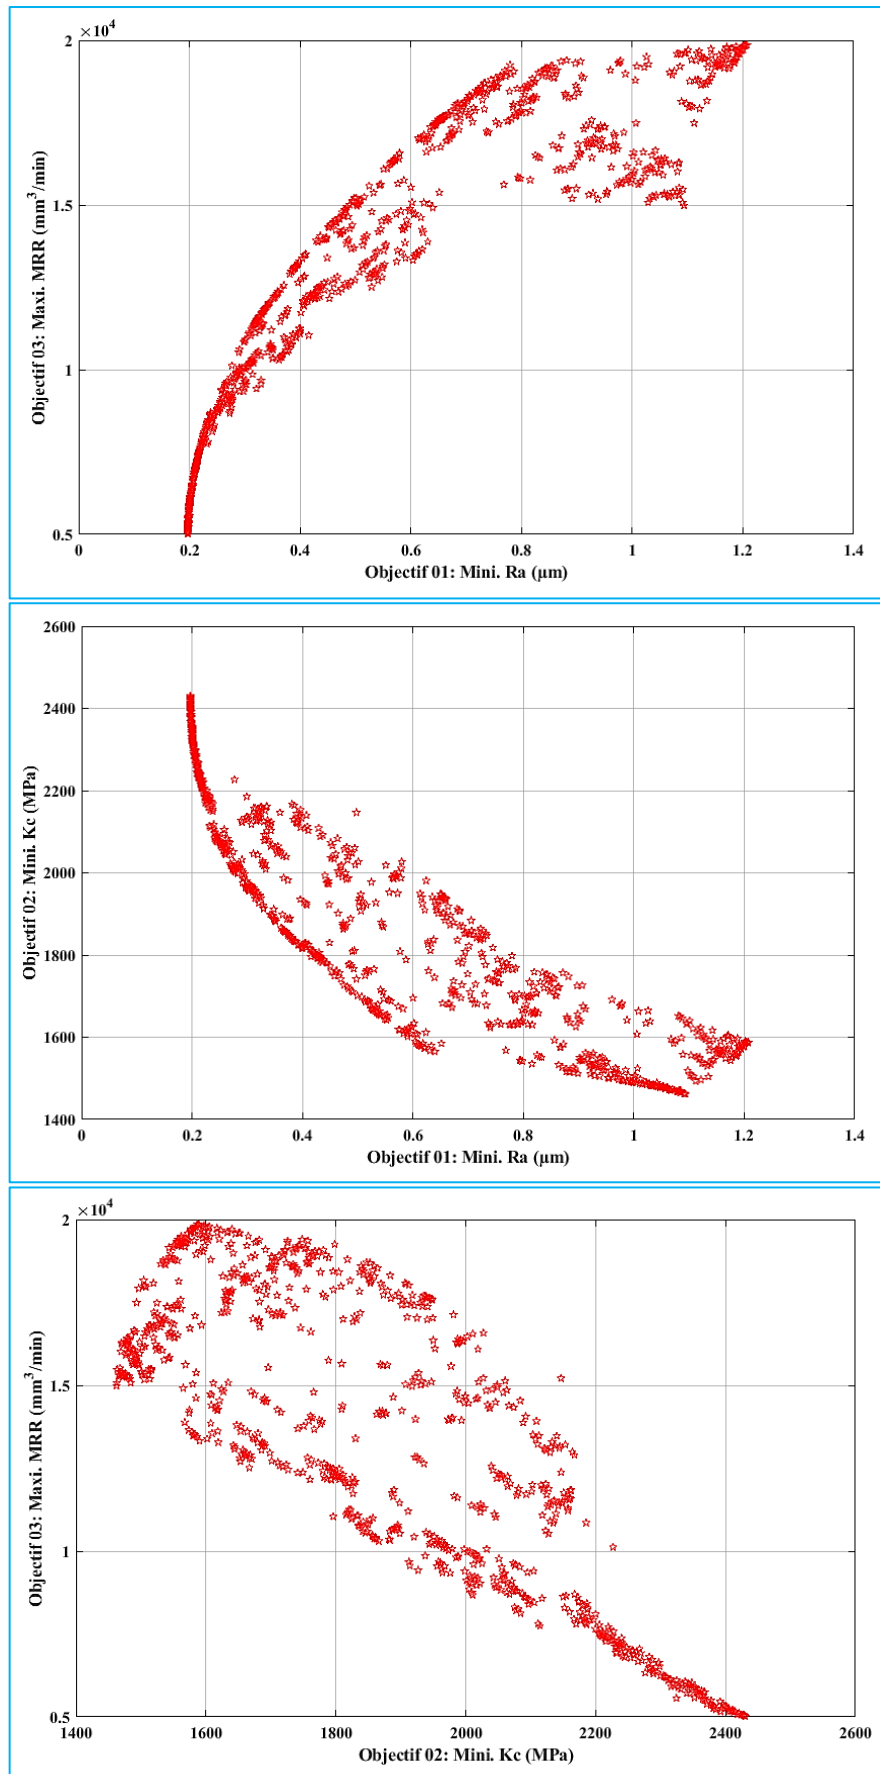 ×10⁴
2
1.5
1
0.5
0 0.2 0.4 0.6 0.8 1 1.2 1.4
Objectif 03: Maxi. MRR (mm³/min)
Objectif 01: Mini. Ra (µm)
2600
2400
2200
2000
1800
1600
1400
0 0.2 0.4 0.6 0.8 1 1.2 1.4
Objectif 02: Mini. Kc (MPa)
Objectif 01: Mini. Ra (µm)
×10⁴
2
1.5
1
0.5
1400 1600 1800 2000 2200 2400 2600
Objectif 03: Maxi. MRR (mm³/min)
Objectif 02: Mini. Kc (MPa)